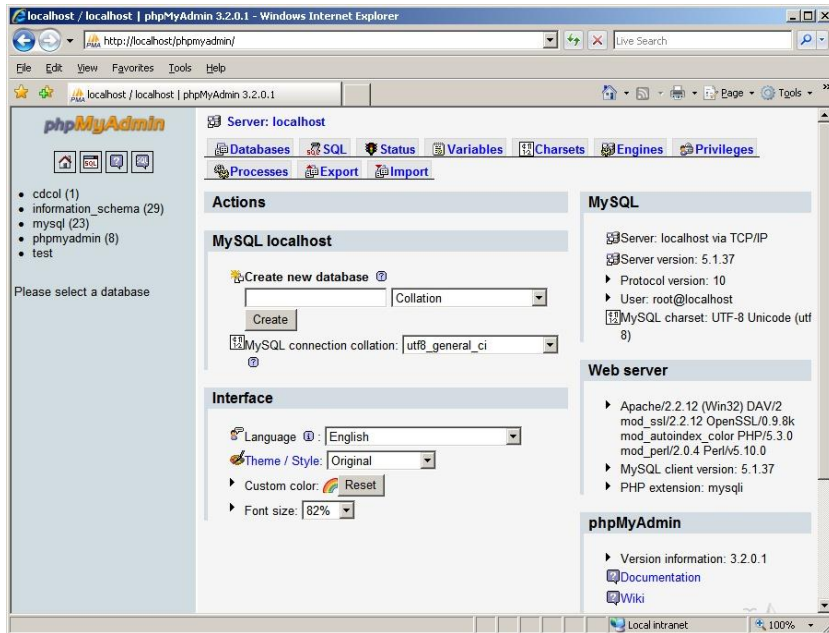 localhost / localhost | phpMyAdmin 3.2.0.1 - Windows Internet Explorer
http://localhost/phpmyadmin/
Live Search
File Edit View Favorites Tools Help
localhost / localhost | phpMyAdmin 3.2.0.1
Page Tools
phpMyAdmin
SQL
cdcol (1)
information_schema (29)
mysql (23)
phpmyadmin (8)
test
Please select a database
Server: localhost
Databases SQL Status Variables Charsets Engines Privileges
Processes Export Import
Actions
MySQL localhost
Create new database
Collation
Create
MySQL connection collation: utf8_general_ci
Interface
Language : English
Theme / Style: Original
Custom color: Reset
Font size: 82%
MySQL
Server: localhost via TCP/IP
Server version: 5.1.37
Protocol version: 10
User: root@localhost
MySQL charset: UTF-8 Unicode (utf
8)
Web server
Apache/2.2.12 (Win32) DAV/2
mod_ssl/2.2.12 OpenSSL/0.9.8k
mod_autoindex_color PHP/5.3.0
mod_perl/2.0.4 Perl/v5.10.0
MySQL client version: 5.1.37
PHP extension: mysqli
phpMyAdmin
Version information: 3.2.0.1
Documentation
Wiki
Local intranet 100%